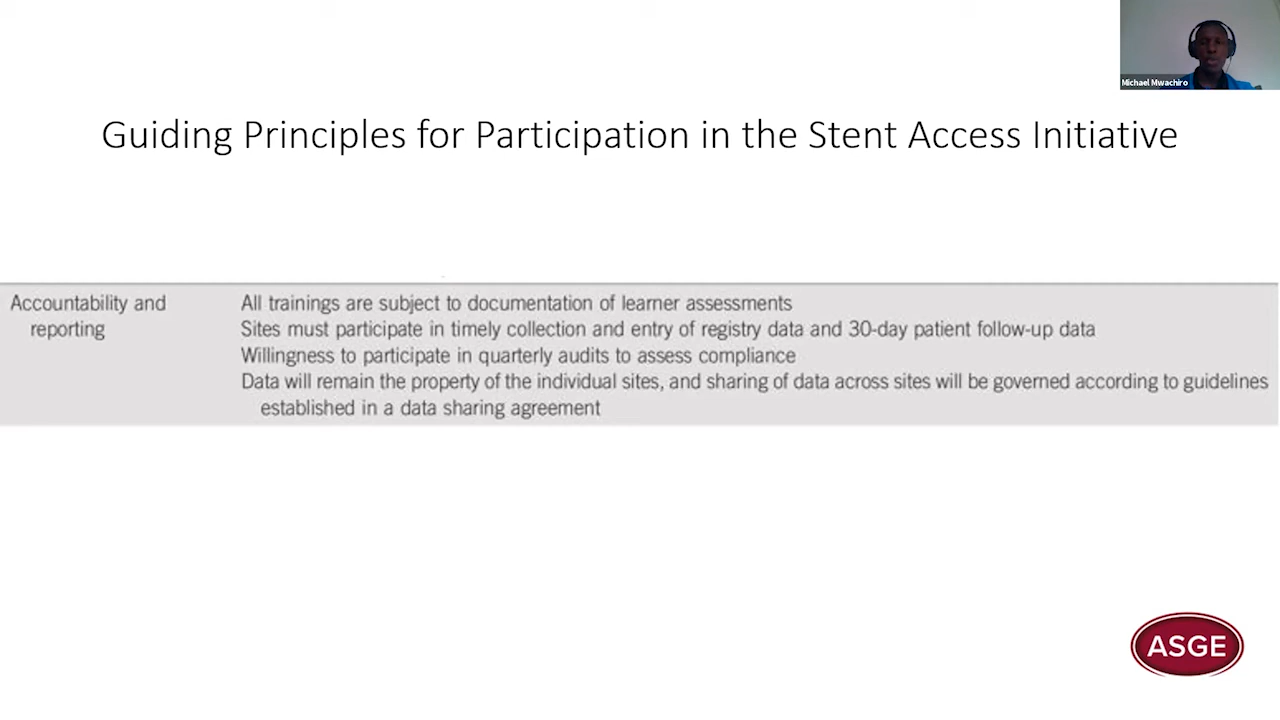 Michael Mwachiro
Guiding Principles for Participation in the Stent Access Initiative
Accountability and
reporting
All trainings are subject to documentation of learner assessments
Sites must participate in timely collection and entry of registry data and 30-day patient follow-up data
Willingness to participate in quarterly audits to assess compliance
Data will remain the property of the individual sites, and sharing of data across sites will be governed according to guidelines
established in a data sharing agreement
ASGE